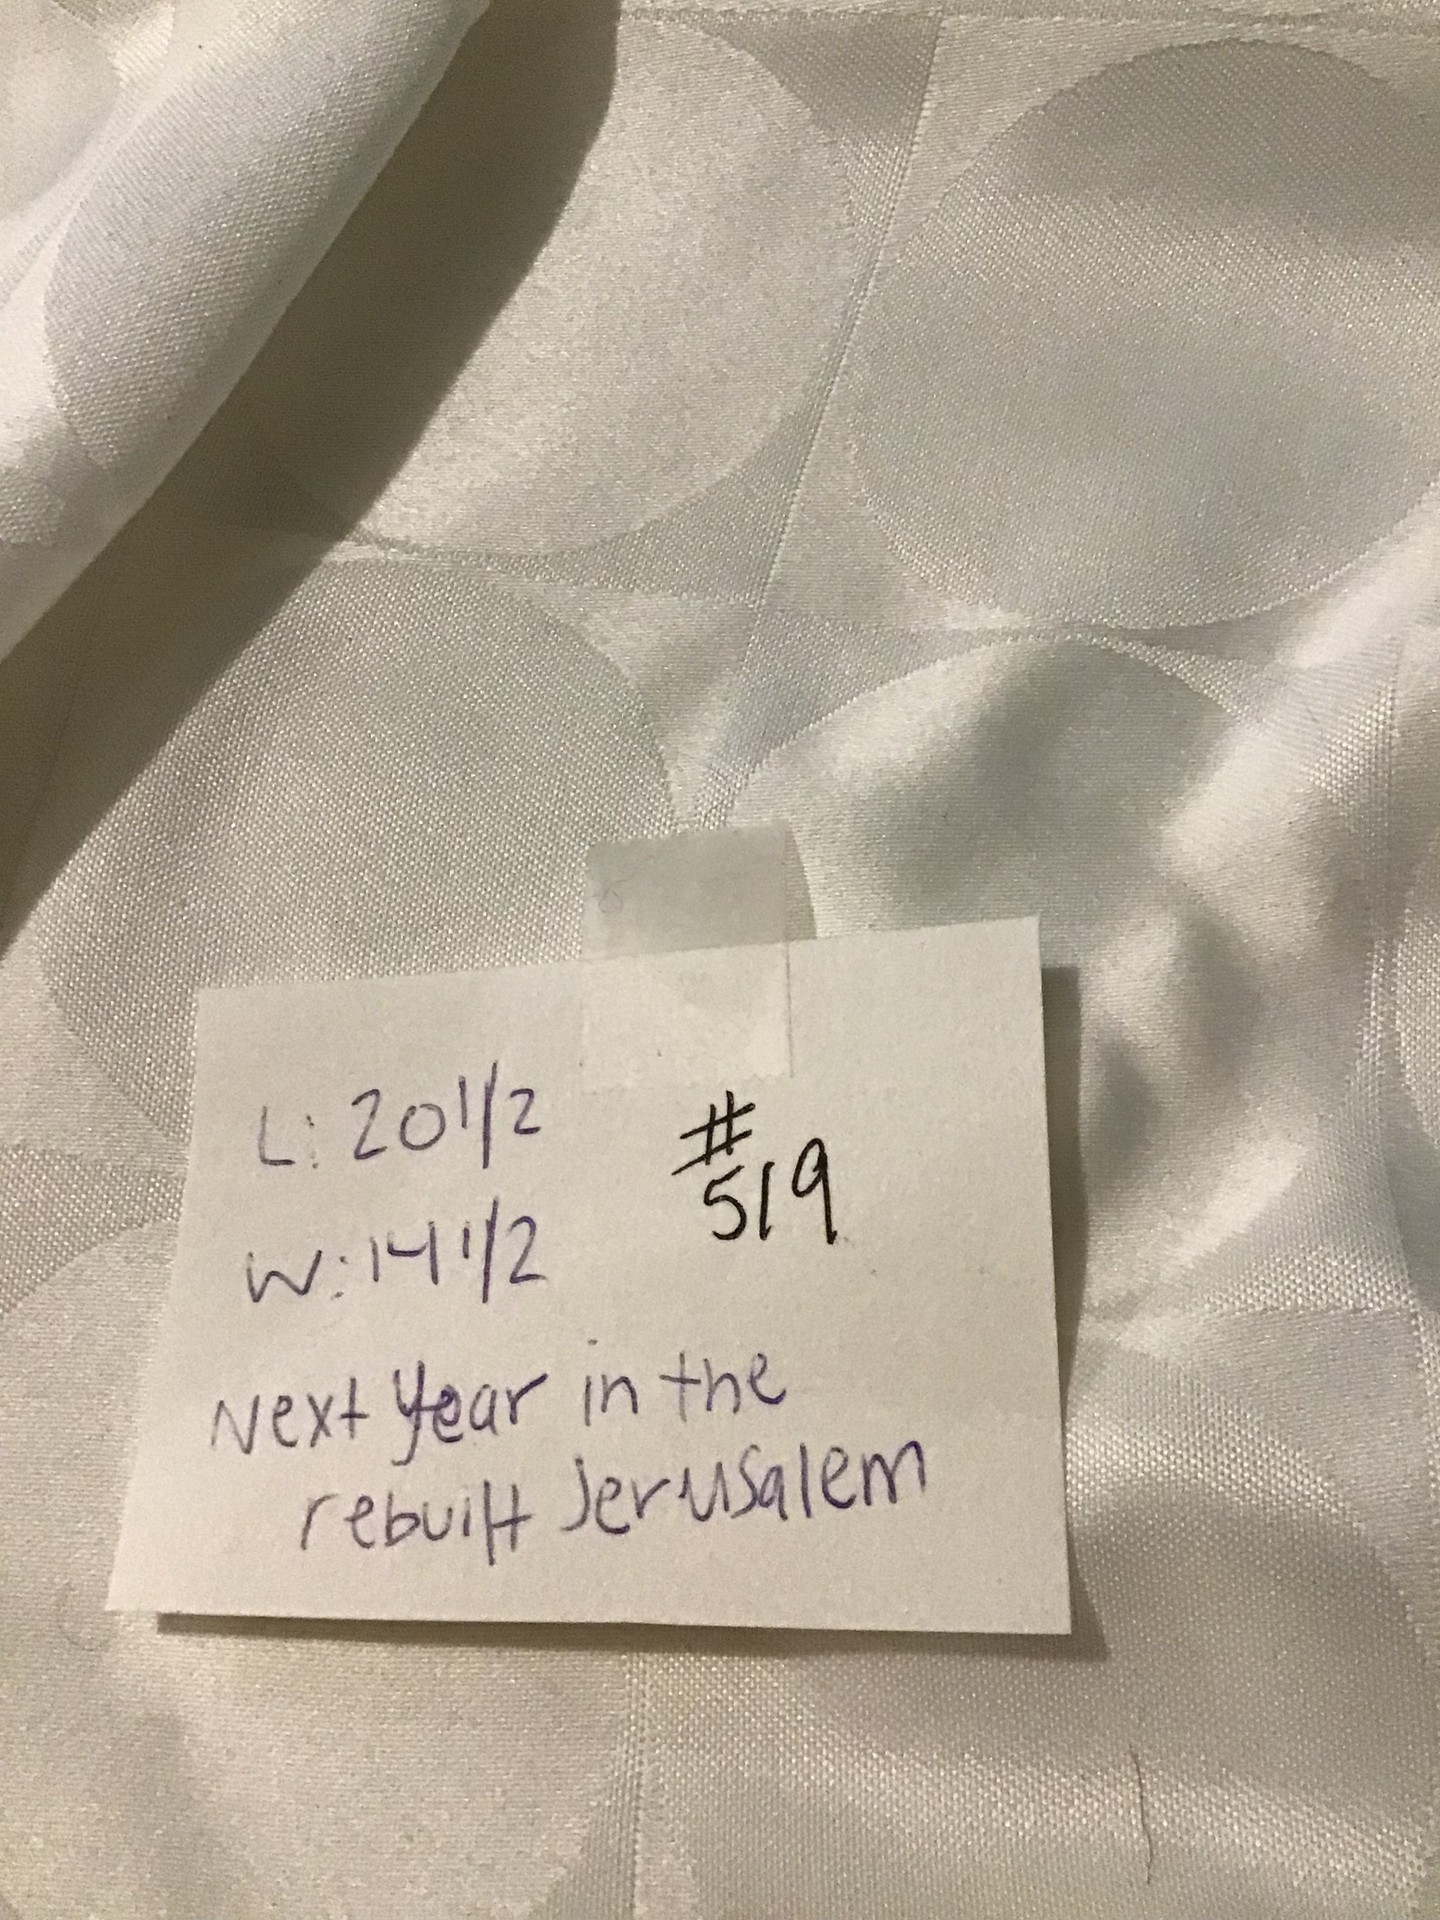 L: 20 1/2
#
519
W: 14 1/2
Next Year in the
rebuilt Jerusalem